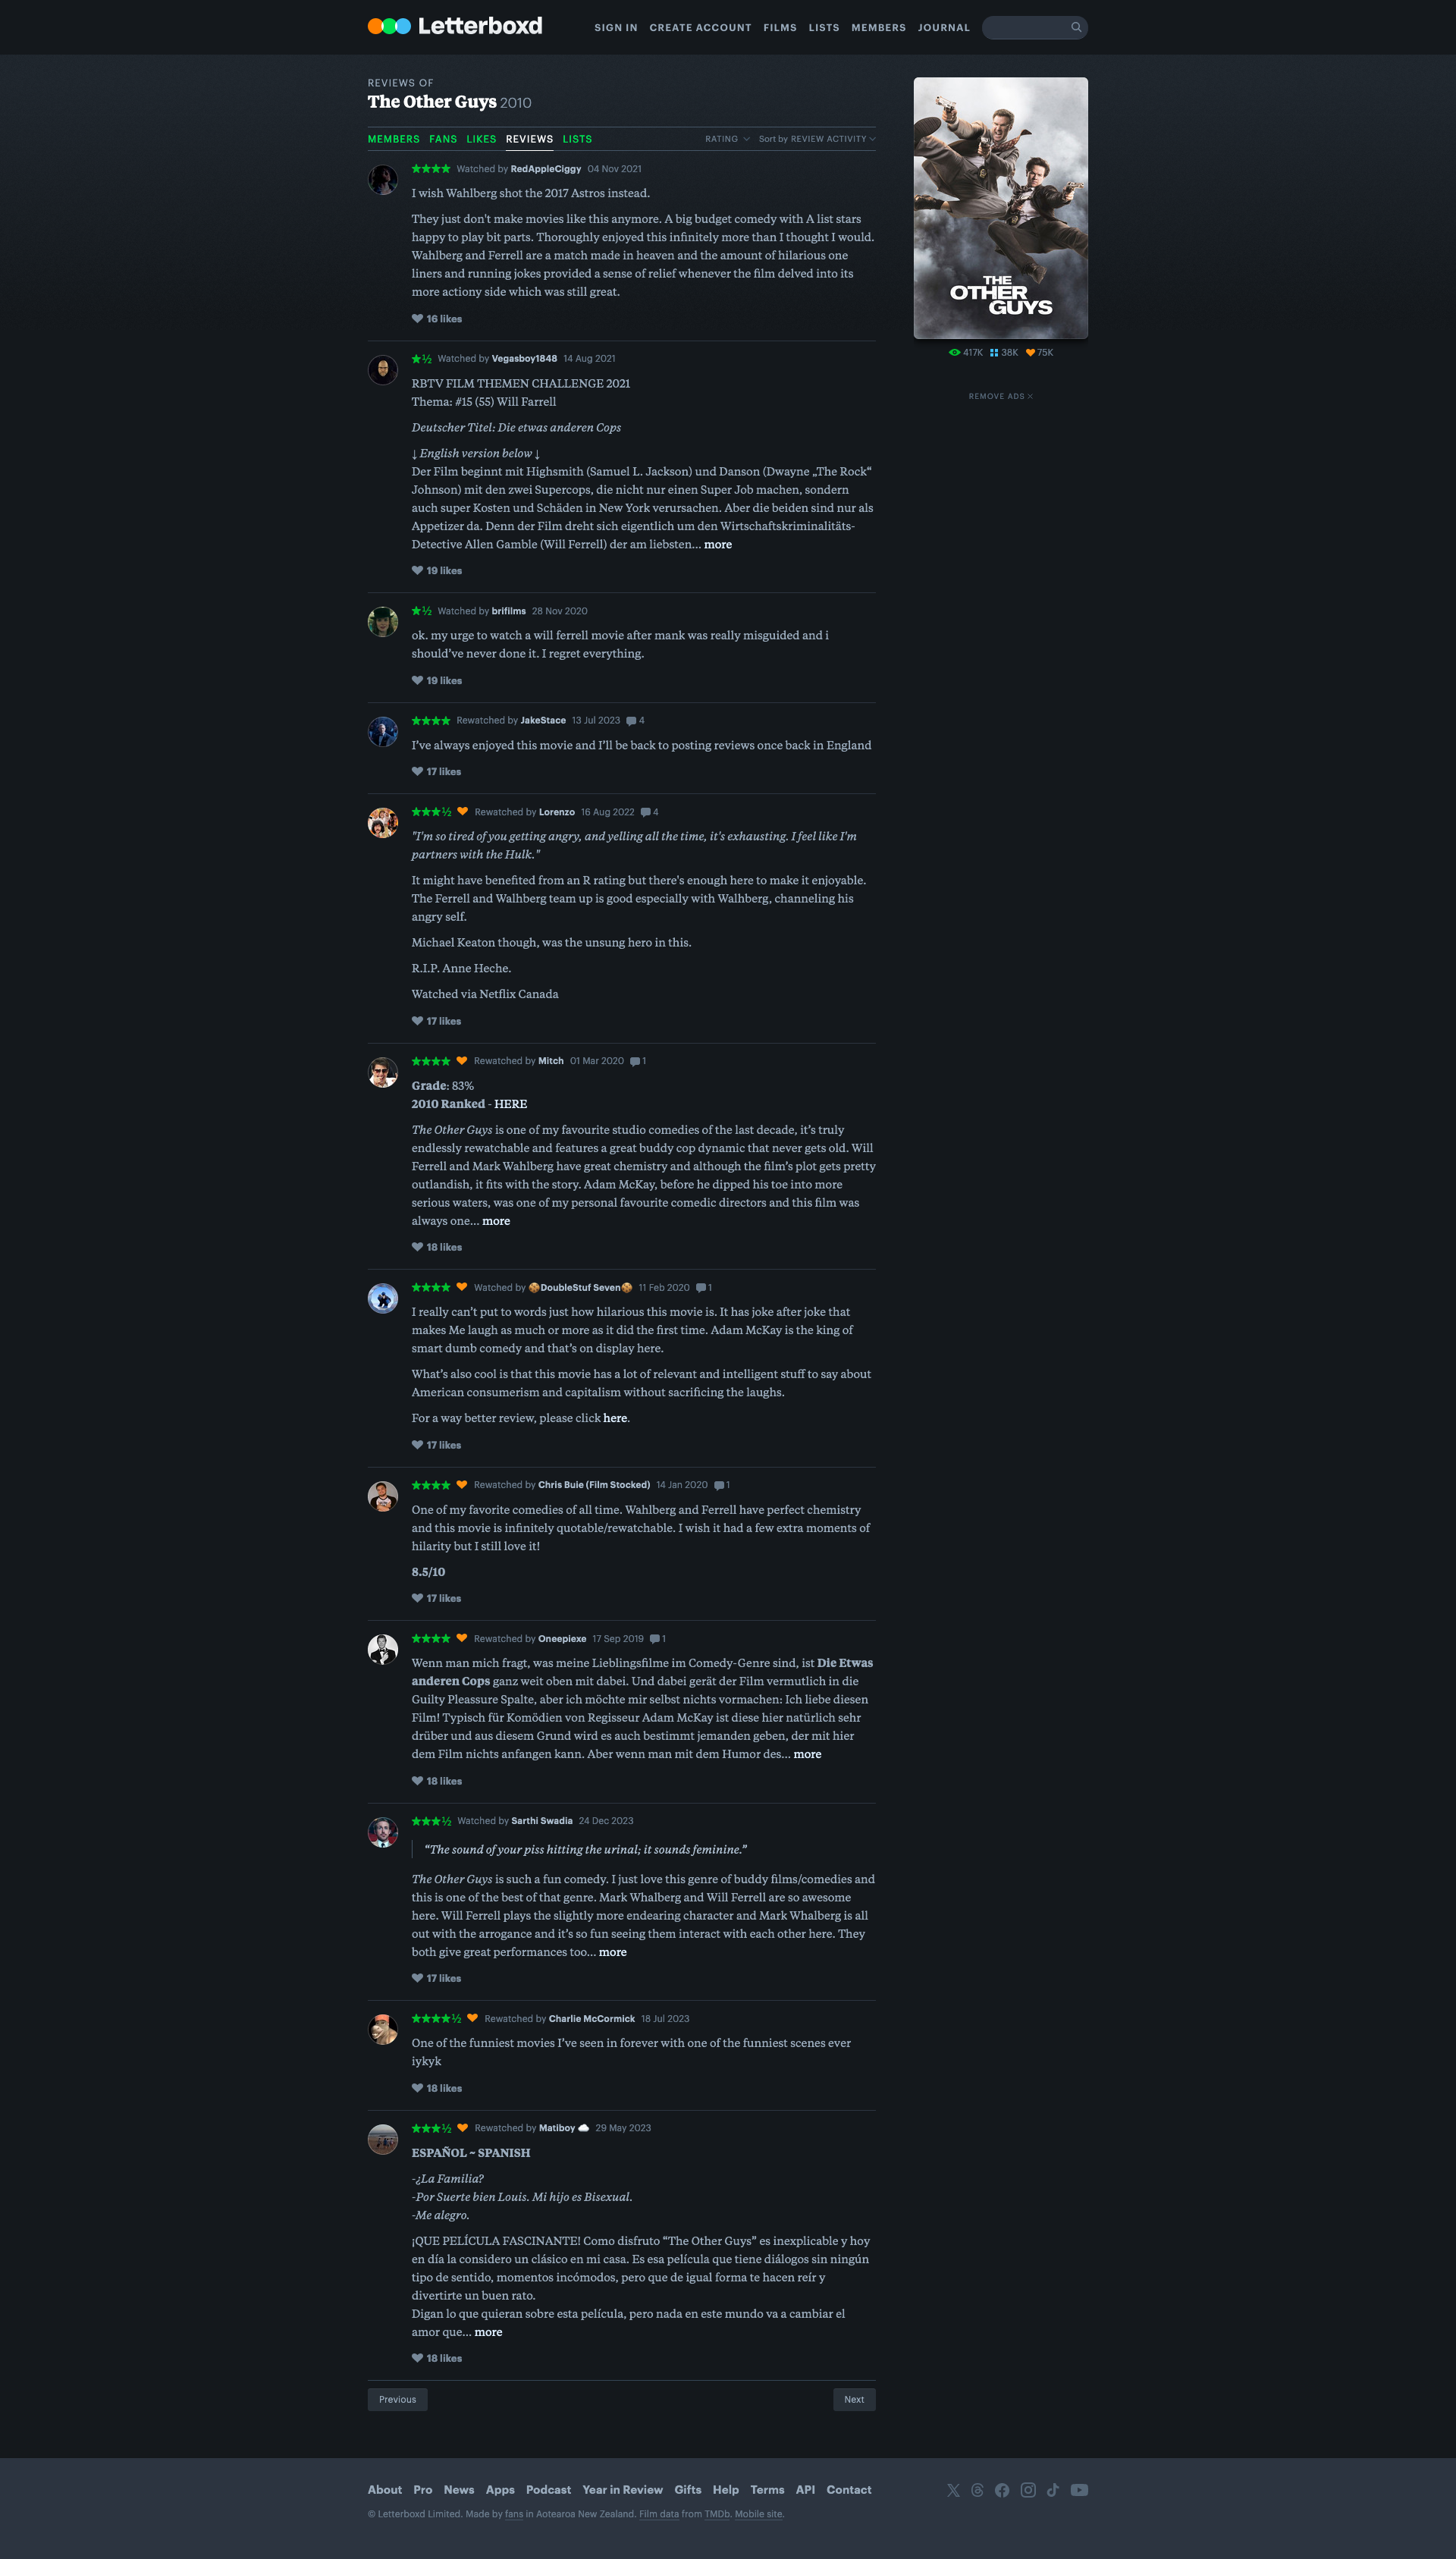 Letterboxd
SIGN IN CREATE ACCOUNT FILMS LISTS MEMBERS JOURNAL
REVIEWS OF
The Other Guys 2010
MEMBERS FANS LIKES REVIEWS LISTS RATING Sort by REVIEW ACTIVITY
★★★★ Watched by RedAppleCiggy 04 Nov 2021
I wish Wahlberg shot the 2017 Astros instead.
They just don't make movies like this anymore. A big budget comedy with A list stars
happy to play bit parts. Thoroughly enjoyed this infinitely more than I thought I would.
Wahlberg and Ferrell are a match made in heaven and the amount of hilarious one
liners and running jokes provided a sense of relief whenever the film delved into its
more actiony side which was still great.
16 likes
★½ Watched by Vegasboy1848 14 Aug 2021
RBTV FILM THEMEN CHALLENGE 2021
Thema: #15 (55) Will Farrell
Deutscher Titel: Die etwas anderen Cops
↓ English version below ↓
Der Film beginnt mit Highsmith (Samuel L. Jackson) und Danson (Dwayne „The Rock“
Johnson) mit den zwei Supercops, die nicht nur einen Super Job machen, sondern
auch super Kosten und Schäden in New York verursachen. Aber die beiden sind nur als
Appetizer da. Denn der Film dreht sich eigentlich um den Wirtschaftskriminalitäts-
Detective Allen Gamble (Will Ferrell) der am liebsten… more
19 likes
★½ Watched by brifilms 28 Nov 2020
ok. my urge to watch a will ferrell movie after mank was really misguided and i
should’ve never done it. I regret everything.
19 likes
★★★★ Rewatched by JakeStace 13 Jul 2023 4
I’ve always enjoyed this movie and I’ll be back to posting reviews once back in England
17 likes
★★★½ Rewatched by Lorenzo 16 Aug 2022 4
"I'm so tired of you getting angry, and yelling all the time, it's exhausting. I feel like I'm
partners with the Hulk."
It might have benefited from an R rating but there's enough here to make it enjoyable.
The Ferrell and Walhberg team up is good especially with Walhberg, channeling his
angry self.
Michael Keaton though, was the unsung hero in this.
R.I.P. Anne Heche.
Watched via Netflix Canada
17 likes
★★★★ Rewatched by Mitch 01 Mar 2020 1
Grade: 83%
2010 Ranked - HERE
The Other Guys is one of my favourite studio comedies of the last decade, it’s truly
endlessly rewatchable and features a great buddy cop dynamic that never gets old. Will
Ferrell and Mark Wahlberg have great chemistry and although the film’s plot gets pretty
outlandish, it fits with the story. Adam McKay, before he dipped his toe into more
serious waters, was one of my personal favourite comedic directors and this film was
always one… more
18 likes
★★★★ Watched by 🍪DoubleStuf Seven🍪 11 Feb 2020 1
I really can’t put to words just how hilarious this movie is. It has joke after joke that
makes Me laugh as much or more as it did the first time. Adam McKay is the king of
smart dumb comedy and that’s on display here.
What’s also cool is that this movie has a lot of relevant and intelligent stuff to say about
American consumerism and capitalism without sacrificing the laughs.
For a way better review, please click here.
17 likes
★★★★ Rewatched by Chris Buie (Film Stocked) 14 Jan 2020 1
One of my favorite comedies of all time. Wahlberg and Ferrell have perfect chemistry
and this movie is infinitely quotable/rewatchable. I wish it had a few extra moments of
hilarity but I still love it!
8.5/10
17 likes
★★★★ Rewatched by Oneepiexe 17 Sep 2019 1
Wenn man mich fragt, was meine Lieblingsfilme im Comedy-Genre sind, ist Die Etwas
anderen Cops ganz weit oben mit dabei. Und dabei gerät der Film vermutlich in die
Guilty Pleassure Spalte, aber ich möchte mir selbst nichts vormachen: Ich liebe diesen
Film! Typisch für Komödien von Regisseur Adam McKay ist diese hier natürlich sehr
drüber und aus diesem Grund wird es auch bestimmt jemanden geben, der mit hier
dem Film nichts anfangen kann. Aber wenn man mit dem Humor des… more
18 likes
★★★½ Watched by Sarthi Swadia 24 Dec 2023
“The sound of your piss hitting the urinal; it sounds feminine.”
The Other Guys is such a fun comedy. I just love this genre of buddy films/comedies and
this is one of the best of that genre. Mark Whalberg and Will Ferrell are so awesome
here. Will Ferrell plays the slightly more endearing character and Mark Whalberg is all
out with the arrogance and it’s so fun seeing them interact with each other here. They
both give great performances too… more
17 likes
★★★★½ Rewatched by Charlie McCormick 18 Jul 2023
One of the funniest movies I’ve seen in forever with one of the funniest scenes ever
iykyk
18 likes
★★★½ Rewatched by Matiboy ☁️ 29 May 2023
ESPAÑOL ~ SPANISH
-¿La Familia?
-Por Suerte bien Louis. Mi hijo es Bisexual.
-Me alegro.
¡QUE PELÍCULA FASCINANTE! Como disfruto “The Other Guys” es inexplicable y hoy
en día la considero un clásico en mi casa. Es esa película que tiene diálogos sin ningún
tipo de sentido, momentos incómodos, pero que de igual forma te hacen reír y
divertirte un buen rato.
Digan lo que quieran sobre esta película, pero nada en este mundo va a cambiar el
amor que… more
18 likes
Previous Next
THE
OTHER
GUYS
417K 38K 75K
REMOVE ADS
About Pro News Apps Podcast Year in Review Gifts Help Terms API Contact
© Letterboxd Limited. Made by fans in Aotearoa New Zealand. Film data from TMDb. Mobile site.